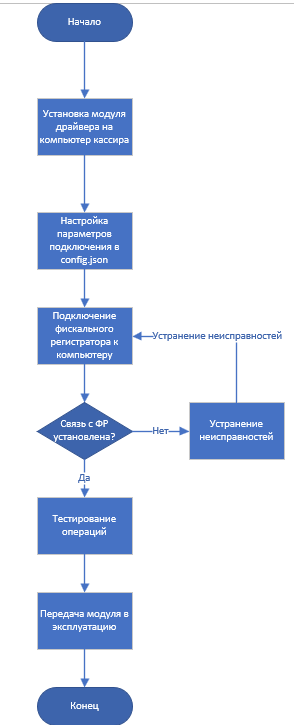 Начало
Установка модуля
драйвера на
компьютер кассира
Настройка
параметров
подключения в
config.json
Подключение
фискального
регистратора к
компьютеру
Устранение неисправностей
Связь с ФР
установлена?
Нет
Устранение
неисправностей
Да
Тестирование
операций
Передача модуля в
эксплуатацию
Конец